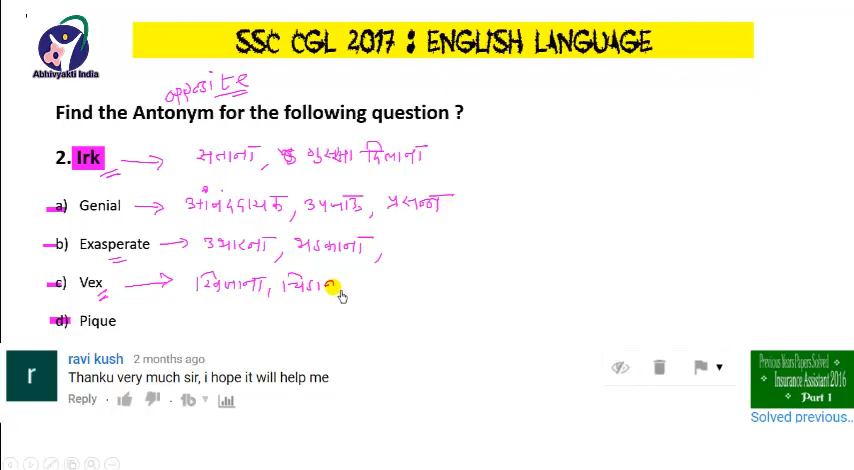 SSC CGL 2017 : ENGLISH LANGUAGE
Abhivyakti India
opposite
Find the Antonym for the following question ?
2. Irk → सताना, गुस्सा दिलाना
a) Genial → आनंददायक, उपजाऊ, प्रसन्न
b) Exasperate → उभारना, भडकाना,
c) Vex → खिजाना, चिडान
d) Pique
r
ravi kush 2 months ago
Thanku very much sir, i hope it will help me
Reply
Previous Years Papers Solved
Insurance Assistant 2016
Part 1
Solved previous..